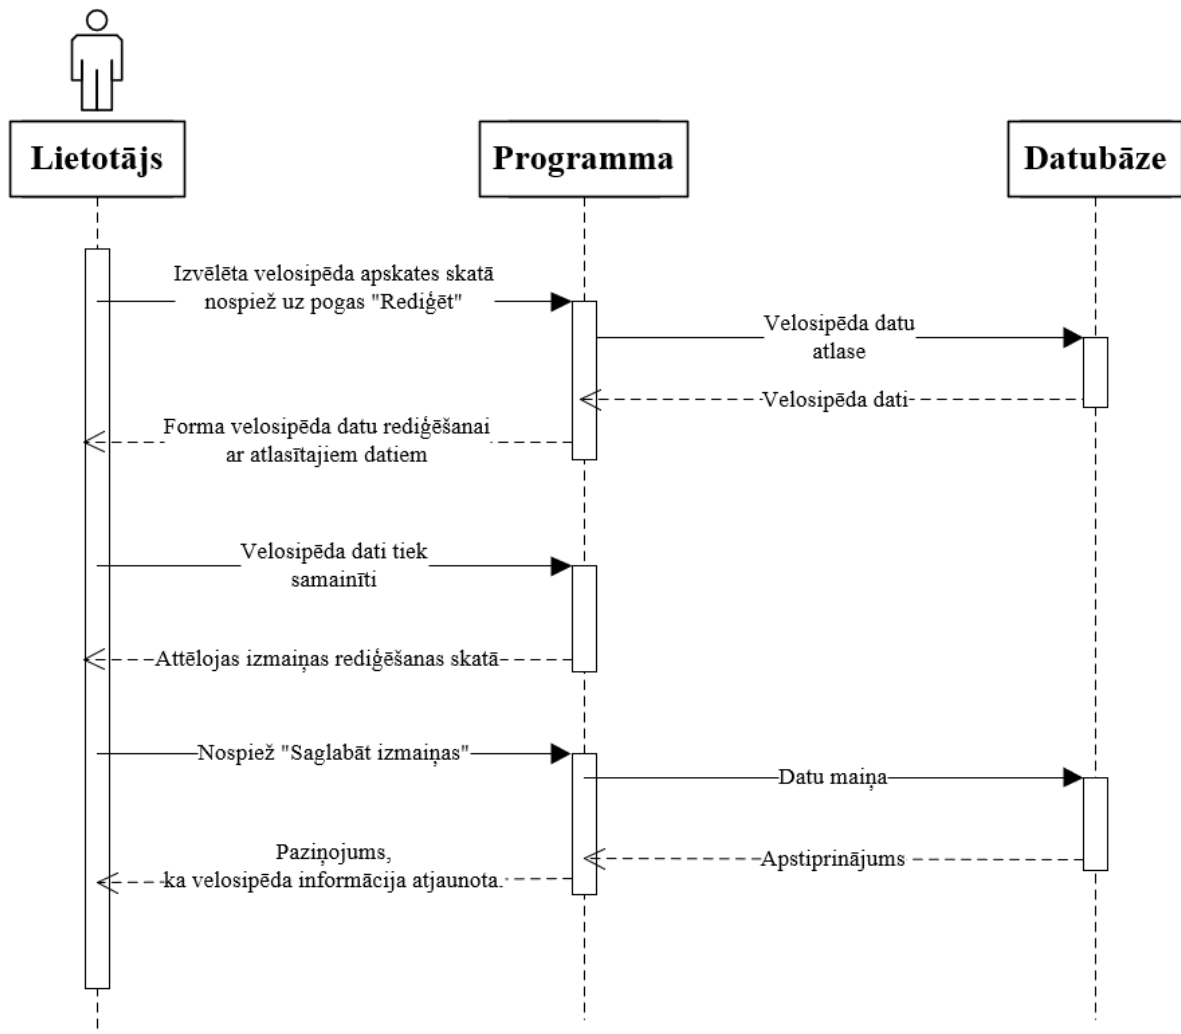 Lietotājs
Programma
Datubāze
Izvēlēta velosipēda apskates skatā
nospiež uz pogas "Rediģēt"
Velosipēda datu
atlase
Velosipēda dati
Forma velosipēda datu rediģēšanai
ar atlasītajiem datiem
Velosipēda dati tiek
samainīti
Attēlojas izmaiņas rediģēšanas skatā
Nospiež "Saglabāt izmaiņas"
Datu maiņa
Apstiprinājums
Paziņojums,
ka velosipēda informācija atjaunota.